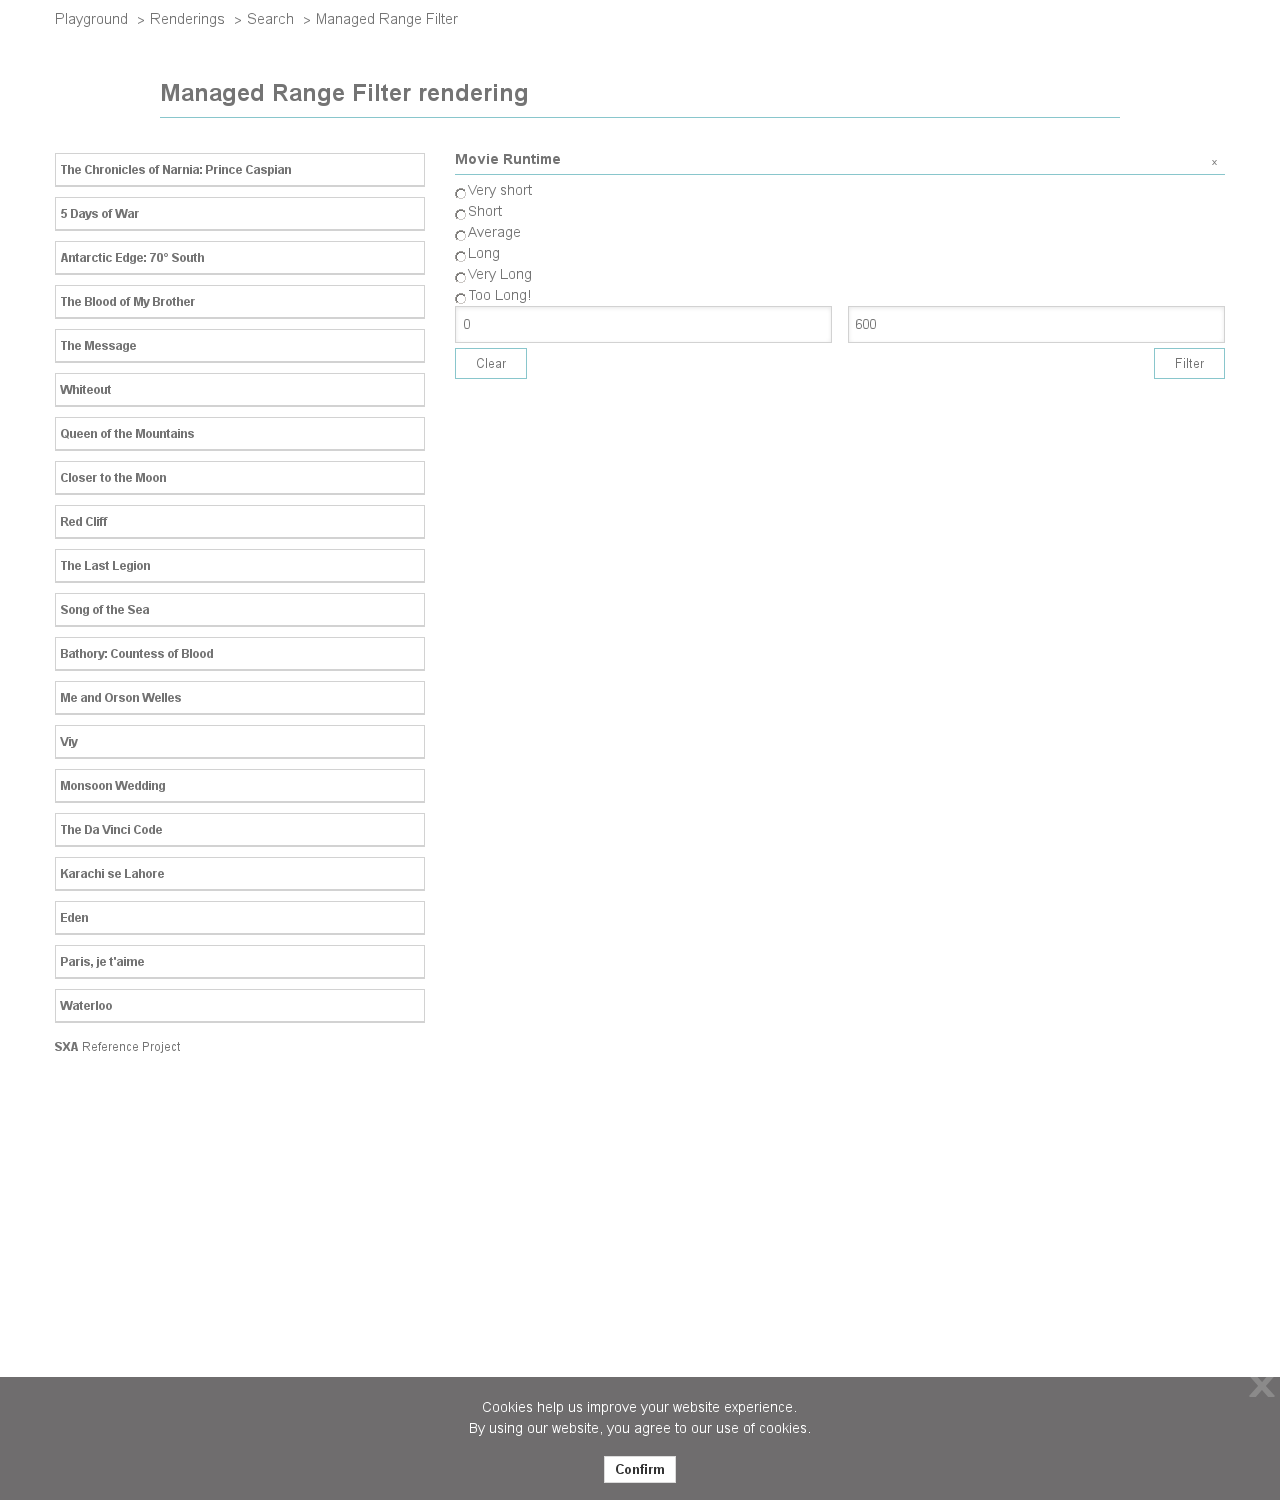 Playground > Renderings > Search > Managed Range Filter
Managed Range Filter rendering
The Chronicles of Narnia: Prince Caspian
5 Days of War
Antarctic Edge: 70° South
The Blood of My Brother
The Message
Whiteout
Queen of the Mountains
Closer to the Moon
Red Cliff
The Last Legion
Song of the Sea
Bathory: Countess of Blood
Me and Orson Welles
Viy
Monsoon Wedding
The Da Vinci Code
Karachi se Lahore
Eden
Paris, je t'aime
Waterloo
SXA Reference Project
Movie Runtime x
Very short
Short
Average
Long
Very Long
Too Long!
0 600
Clear Filter
X
Cookies help us improve your website experience.
By using our website, you agree to our use of cookies.
Confirm